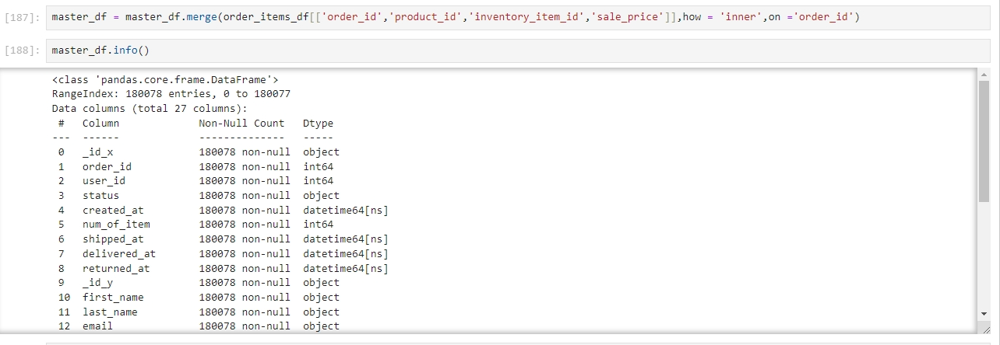 [187]: master_df = master_df.merge(order_items_df[['order_id','product_id','inventory_item_id','sale_price']],how = 'inner',on ='order_id')
[188]: master_df.info()
<class 'pandas.core.frame.DataFrame'>
RangeIndex: 180078 entries, 0 to 180077
Data columns (total 27 columns):
 #   Column             Non-Null Count   Dtype
---  ------             --------------   -----
 0   _id_x              180078 non-null  object
 1   order_id           180078 non-null  int64
 2   user_id            180078 non-null  int64
 3   status             180078 non-null  object
 4   created_at         180078 non-null  datetime64[ns]
 5   num_of_item        180078 non-null  int64
 6   shipped_at         180078 non-null  datetime64[ns]
 7   delivered_at       180078 non-null  datetime64[ns]
 8   returned_at        180078 non-null  datetime64[ns]
 9   _id_y              180078 non-null  object
 10  first_name         180078 non-null  object
 11  last_name          180078 non-null  object
 12  email              180078 non-null  object